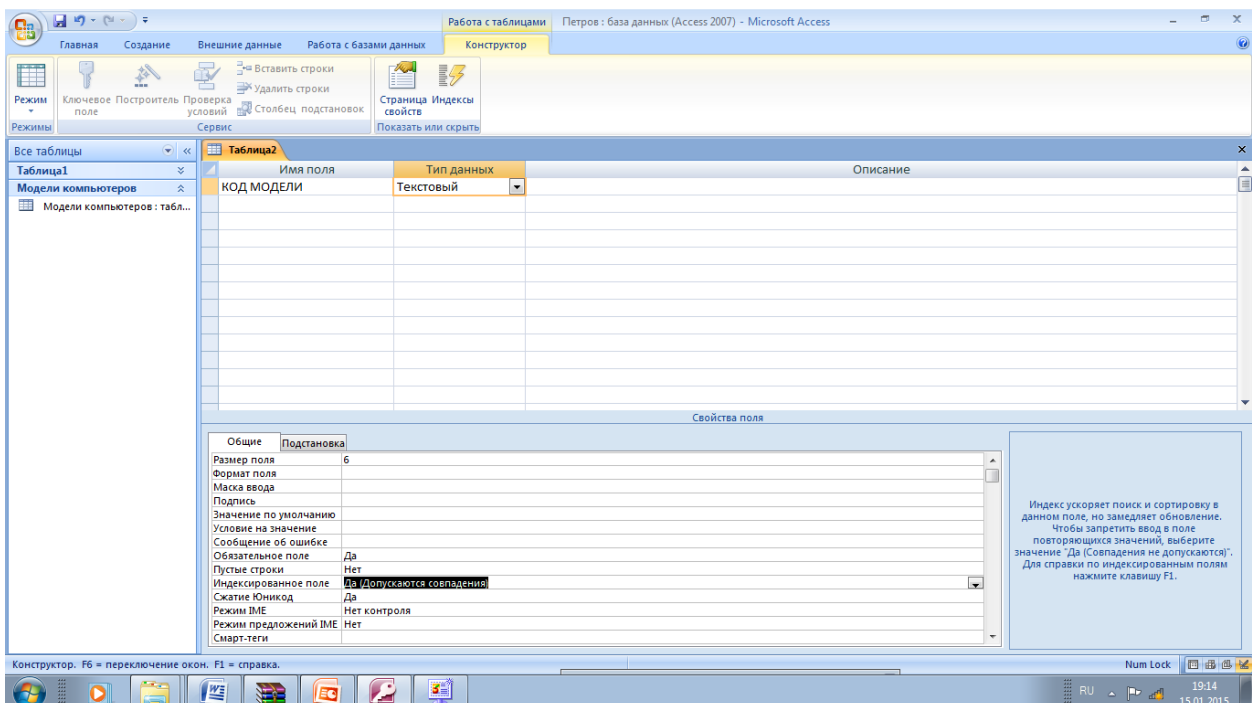 Работа с таблицами Петров : база данных (Access 2007) - Microsoft Access
Главная Создание Внешние данные Работа с базами данных Конструктор
Режим
Ключевое поле
Построитель
Проверка условий
Вставить строки
Удалить строки
Столбец подстановок
Страница свойств
Индексы
Режимы Сервис Показать или скрыть
Все таблицы
Таблица1
Модели компьютеров
Модели компьютеров : табл...
Таблица2
Имя поля Тип данных Описание
КОД МОДЕЛИ Текстовый
Свойства поля
Общие Подстановка
Размер поля 6
Формат поля
Маска ввода
Подпись
Значение по умолчанию
Условие на значение
Сообщение об ошибке
Обязательное поле Да
Пустые строки Нет
Индексированное поле Да (Допускаются совпадения)
Сжатие Юникод Да
Режим IME Нет контроля
Режим предложений IME Нет
Смарт-теги
Индекс ускоряет поиск и сортировку в
данном поле, но замедляет обновление.
Чтобы запретить ввод в поле
повторяющихся значений, выберите
значение "Да (Совпадения не допускаются)".
Для справки по индексированным полям
нажмите клавишу F1.
Конструктор. F6 = переключение окон. F1 = справка. Num Lock
RU 19:14
15.01.2015